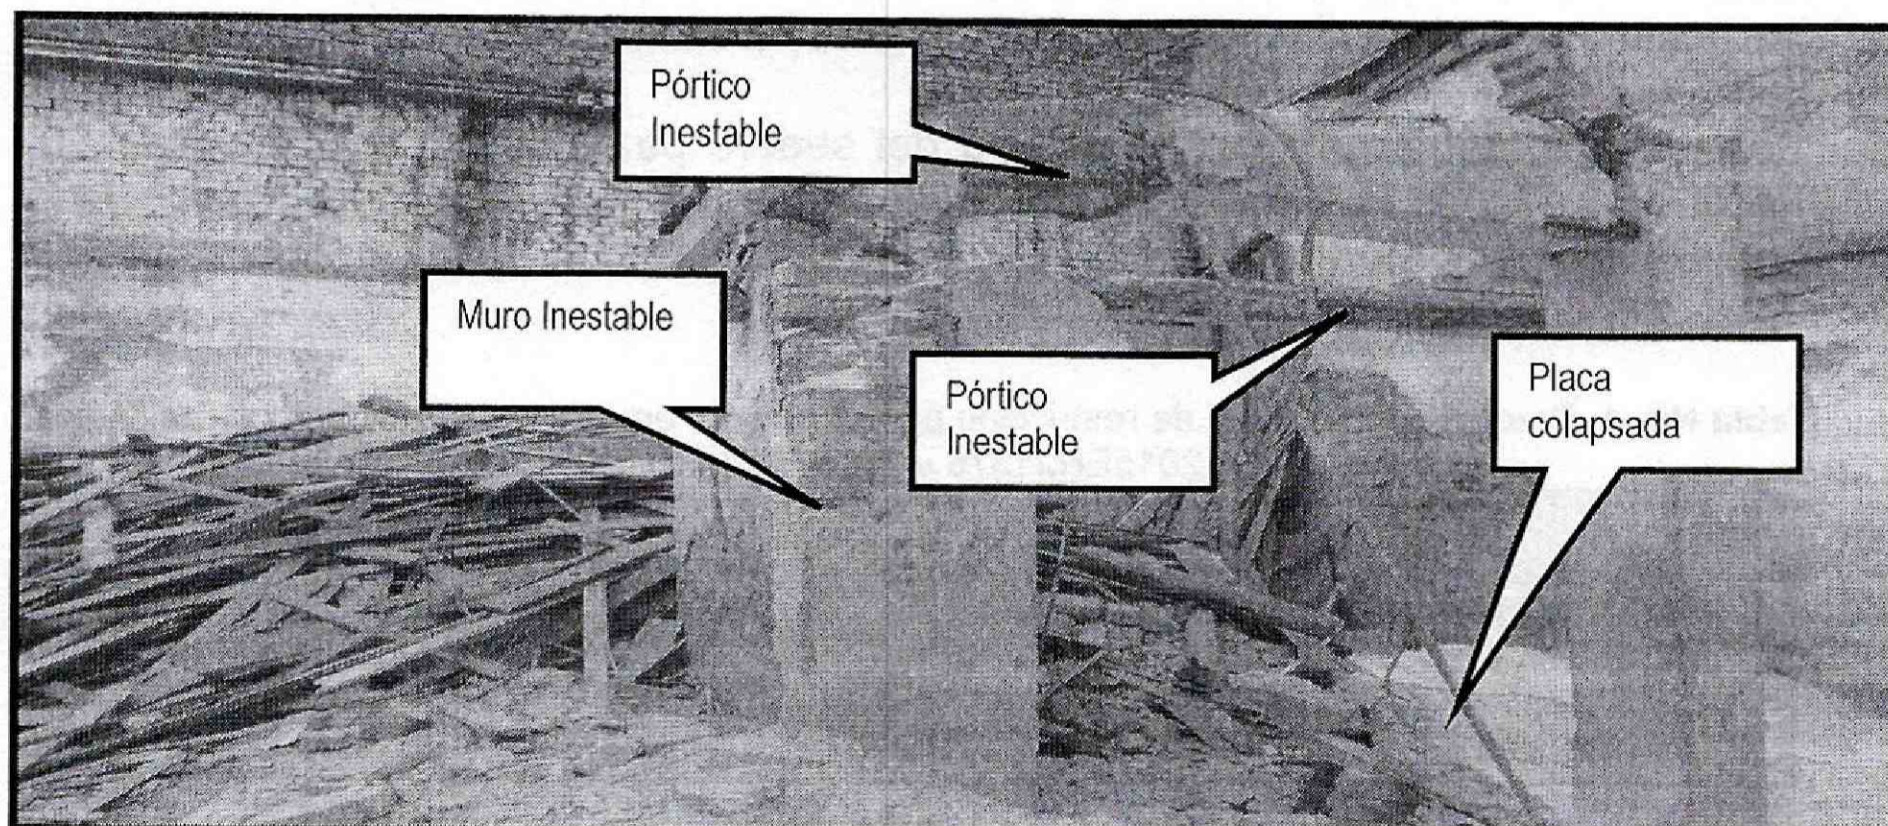 Pórtico
Inestable
Muro Inestable
Pórtico
Inestable
Placa
colapsada